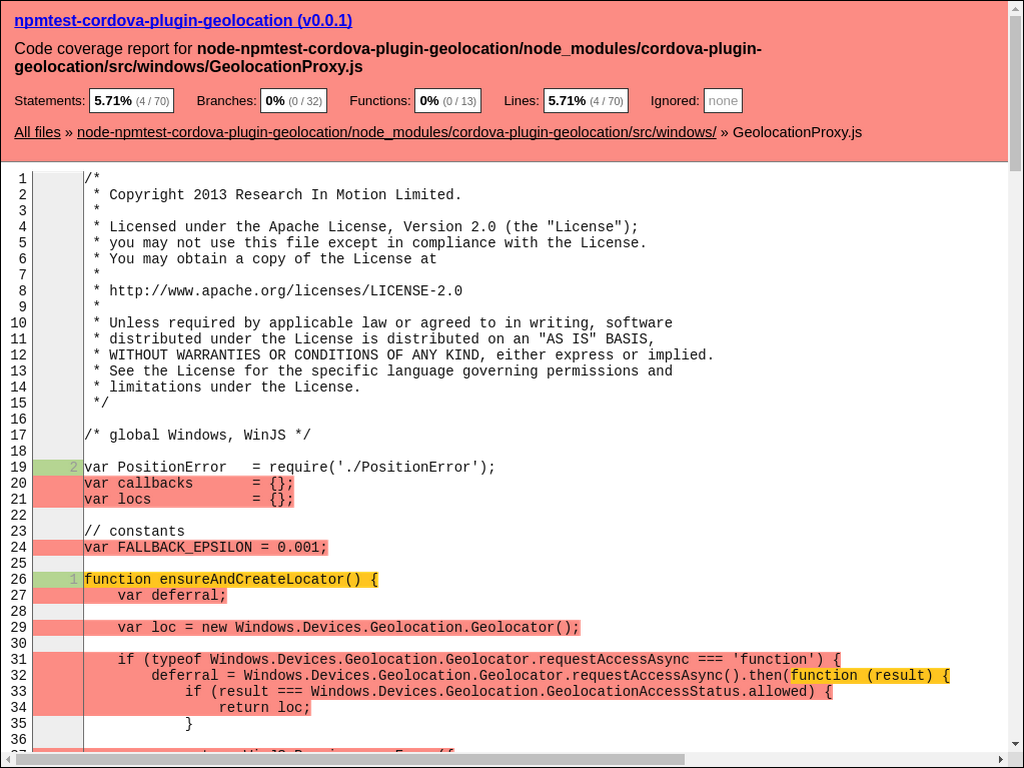 npmtest-cordova-plugin-geolocation (v0.0.1)
Code coverage report for node-npmtest-cordova-plugin-geolocation/node_modules/cordova-plugin-
geolocation/src/windows/GeolocationProxy.js
Statements: 5.71% (4 / 70) Branches: 0% (0 / 32) Functions: 0% (0 / 13) Lines: 5.71% (4 / 70) Ignored: none
All files » node-npmtest-cordova-plugin-geolocation/node_modules/cordova-plugin-geolocation/src/windows/ » GeolocationProxy.js
1 /*
2  * Copyright 2013 Research In Motion Limited.
3  *
4  * Licensed under the Apache License, Version 2.0 (the "License");
5  * you may not use this file except in compliance with the License.
6  * You may obtain a copy of the License at
7  *
8  * http://www.apache.org/licenses/LICENSE-2.0
9  *
10  * Unless required by applicable law or agreed to in writing, software
11  * distributed under the License is distributed on an "AS IS" BASIS,
12  * WITHOUT WARRANTIES OR CONDITIONS OF ANY KIND, either express or implied.
13  * See the License for the specific language governing permissions and
14  * limitations under the License.
15  */
16
17 /* global Windows, WinJS */
18
19 2 var PositionError   = require('./PositionError');
20 var callbacks       = {};
21 var locs            = {};
22
23 // constants
24 var FALLBACK_EPSILON = 0.001;
25
26 1 function ensureAndCreateLocator() {
27     var deferral;
28
29     var loc = new Windows.Devices.Geolocation.Geolocator();
30
31     if (typeof Windows.Devices.Geolocation.Geolocator.requestAccessAsync === 'function') {
32         deferral = Windows.Devices.Geolocation.Geolocator.requestAccessAsync().then(function (result) {
33             if (result === Windows.Devices.Geolocation.GeolocationAccessStatus.allowed) {
34                 return loc;
35             }
36